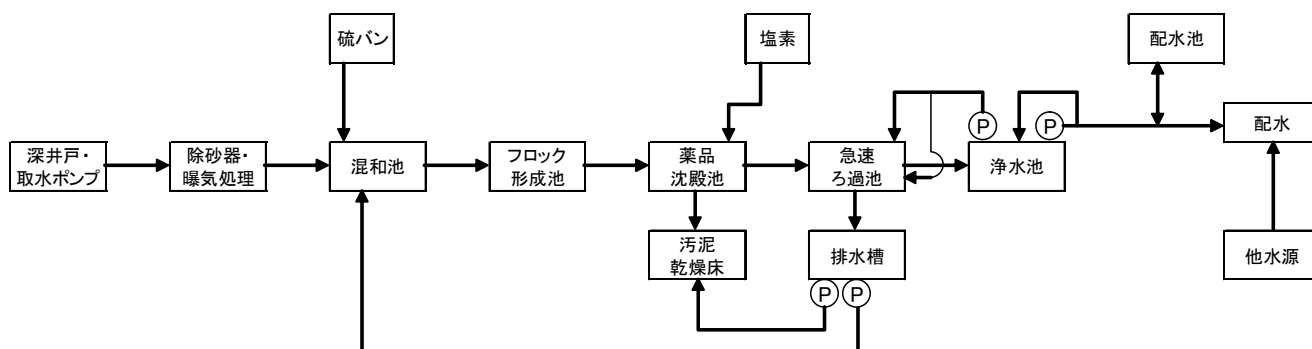 硫バン
塩素
配水池
P
P
配水
深井戸・
取水ポンプ
除砂器・
曝気処理
混和池
フロック
形成池
薬品
沈殿池
急速
ろ過池
浄水池
汚泥
乾燥床
排水槽
他水源
P
P